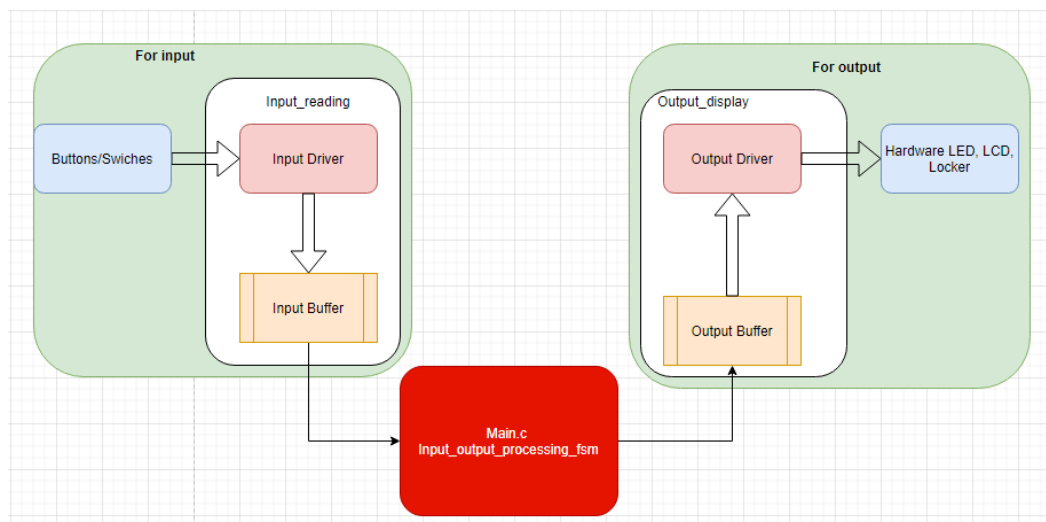 For input
Input_reading
Buttons/Swiches
Input Driver
Input Buffer
Main.c
Input_output_processing_fsm
For output
Output_display
Output Driver
Hardware LED, LCD,
Locker
Output Buffer